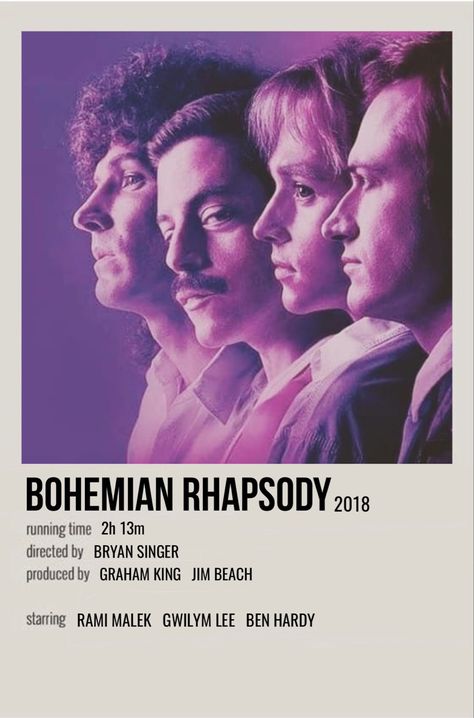 BOHEMIAN RHAPSODY 2018
running time 2h 13m
directed by BRYAN SINGER
produced by GRAHAM KING JIM BEACH
starring RAMI MALEK GWILYM LEE BEN HARDY